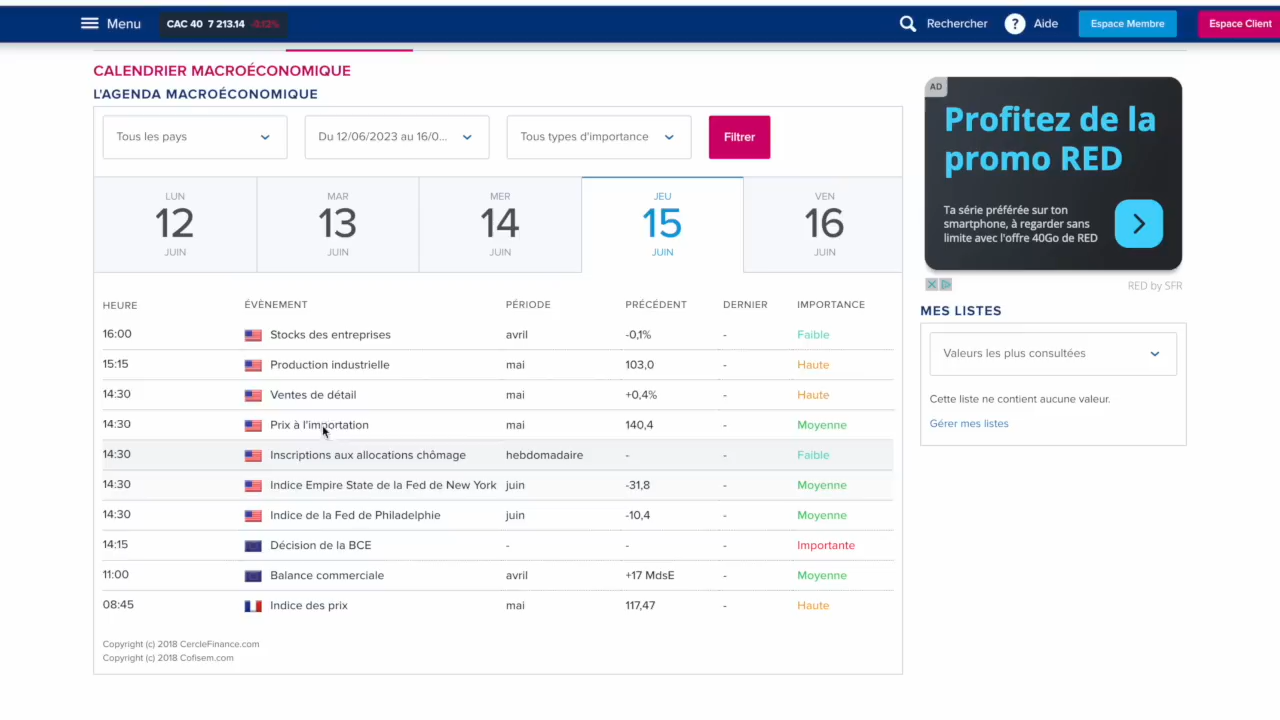 Menu
CAC 40 7 213.14 -0.12%
Rechercher
? Aide
Espace Membre
Espace Client
CALENDRIER MACROÉCONOMIQUE
L'AGENDA MACROÉCONOMIQUE
Tous les pays
Du 12/06/2023 au 16/0...
Tous types d'importance
Filtrer
LUN
12
JUIN
MAR
13
JUIN
MER
14
JUIN
JEU
15
JUIN
VEN
16
JUIN
HEURE ÉVÈNEMENT PÉRIODE PRÉCÉDENT DERNIER IMPORTANCE
16:00 Stocks des entreprises avril -0,1% - Faible
15:15 Production industrielle mai 103,0 - Haute
14:30 Ventes de détail mai +0,4% - Haute
14:30 Prix à l'importation mai 140,4 - Moyenne
14:30 Inscriptions aux allocations chômage hebdomadaire - - Faible
14:30 Indice Empire State de la Fed de New York juin -31,8 - Moyenne
14:30 Indice de la Fed de Philadelphie juin -10,4 - Moyenne
14:15 Décision de la BCE - - - Importante
11:00 Balance commerciale avril +17 MdsE - Moyenne
08:45 Indice des prix mai 117,47 - Haute
Copyright (c) 2018 CercleFinance.com
Copyright (c) 2018 Cofisem.com
AD
Profitez de la
promo RED
Ta série préférée sur ton
smartphone, à regarder sans
limite avec l'offre 40Go de RED
RED by SFR
MES LISTES
Valeurs les plus consultées
Cette liste ne contient aucune valeur.
Gérer mes listes